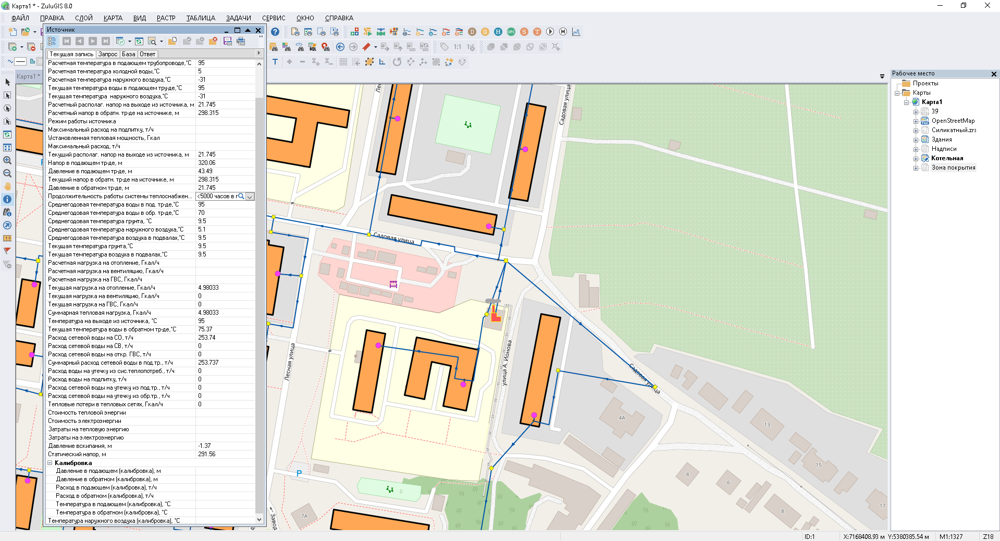 Карта1 * - ZuluGIS 8.0
ФАЙЛ ПРАВКА СЛОЙ КАРТА ВИД РАСТР ТАБЛИЦА ЗАДАЧИ СЕРВИС ОКНО СПРАВКА
Источник
Текущая запись Запрос База Ответ
Расчетная температура в подающем трубопроводе,°C 95
Расчетная температура холодной воды,°C 5
Расчетная температура наружного воздуха,°C -31
Текущая температура воды в подающем тру-де,°C 95
Текущая температура наружного воздуха,°C -31
Расчетный располаг. напор на выходе из источника, м 21.745
Расчетный напор в обратн. тр-де на источнике, м 298.315
Режим работы источника
Максимальный расход на подпитку, т/ч
Установленная тепловая мощность, Гкал
Максимальный расход, т/ч
Текущий располаг. напор на выходе из источника, м 21.745
Напор в подающем тр-де, м 320.06
Давление в подающем тр-де, м 43.49
Текущий напор в обратн. тр-де на источнике, м 298.315
Давление в обратном тр-де, м 21.745
Продолжительность работы системы теплоснабжен... <5000 часов в г
Среднегодовая температура воды в под. тр-де,°C 95
Среднегодовая температура воды в обр. тр-де,°C 70
Среднегодовая температура грунта, °C 9.5
Среднегодовая температура наружного воздуха,°C 5.1
Среднегодовая температура воздуха в подвалах,°C 9.5
Текущая температура грунта,°C 9.5
Текущая температура воздуха в подвалах,°C 9.5
Расчетная нагрузка на отопление, Гкал/ч
Расчетная нагрузка на вентиляцию, Гкал/ч
Расчетная нагрузка на ГВС, Гкал/ч
Текущая нагрузка на отопление, Гкал/ч 4.98033
Текущая нагрузка на вентиляцию, Гкал/ч 0
Текущая нагрузка на ГВС, Гкал/ч 0
Суммарная тепловая нагрузка, Гкал/ч 4.98033
Температура на выходе из источника, °C 95
Текущая температура воды в обратном тр-де,°C 75.37
Расход сетевой воды на СО, т/ч 253.74
Расход сетевой воды на СВ, т/ч 0
Расход сетевой воды на откр. ГВС, т/ч 0
Суммарный расход сетевой воды в под.тр., т/ч 253.737
Расход воды на утечку из сис.теплопотреб., т/ч 0
Расход воды на подпитку, т/ч 0
Расход сетевой воды на утечку из под.тр., т/ч 0
Расход сетевой воды на утечку из обр.тр., т/ч 0
Тепловые потери в тепловых сетях, Гкал/ч 0
Стоимость тепловой энергии
Стоимость электроэнергии
Затраты на тепловую энергию
Затраты на электроэнергию
Давление вскипания, м -1.37
Статический напор, м 291.56
Калибровка
Давление в подающем (калибровка), м
Давление в обратном (калибровка), м
Расход в подающем (калибровка), т/ч
Расход в обратном (калибровка), т/ч
Температура в подающем (калибровка), °C
Температура в обратном (калибровка), °C
Температура наружного воздуха (калибровка), °C
Карта1 *
SQL
1:1
D G H OPC S T
T
Садовая улица
Садовая улица
Садовая улица
Лесная улица
улица А. Ионова
Завод
Лес
P
4А
7А
13
15
17
4
6
8
Рабочее место
Проекты
Карты
Карта1
39
OpenStreetMap
Силикатный.zrs
Здания
Надписи
Котельная
Зона покрытия
ID:1 X:7168408.93 м Y:5380385.54 м М1:1327 Z18